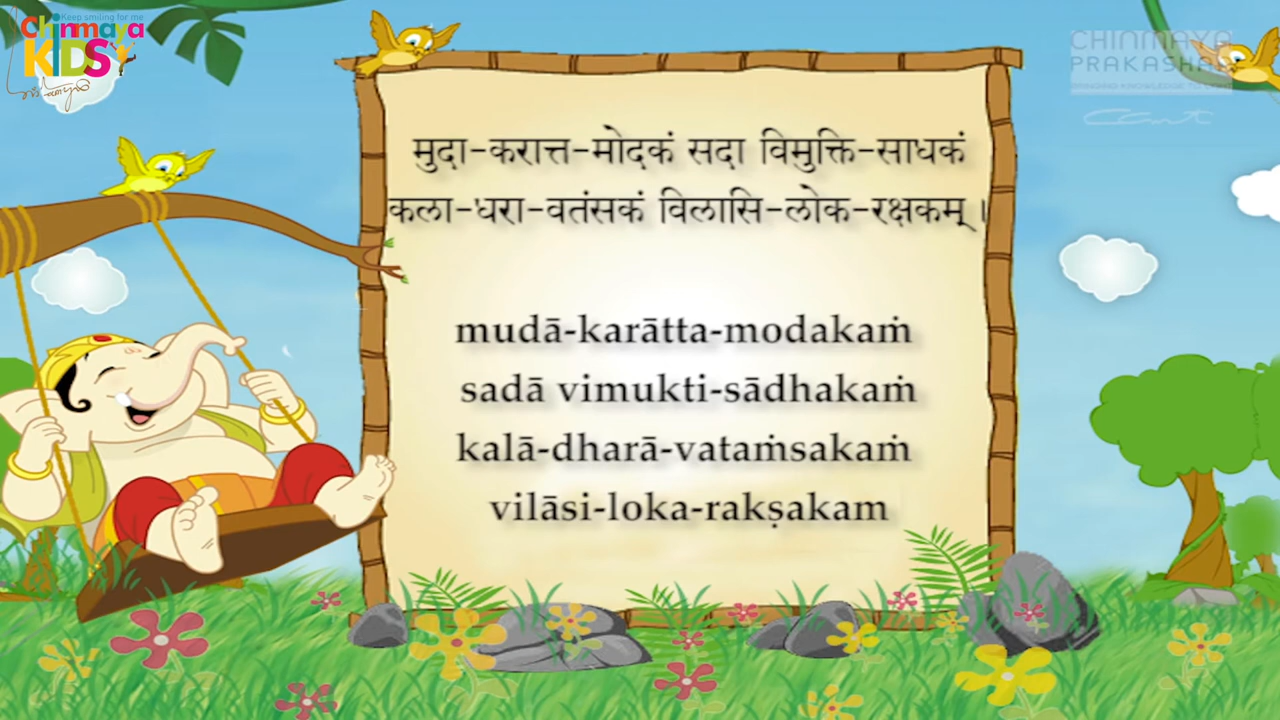 Keep smiling for me
Chinmaya
KIDS
CHINMAYA
PRAKASHAN
मुदा-करात्त-मोदकं सदा विमुक्ति-साधकं
कला-धरा-वतंसकं विलासि-लोक-रक्षकम् ।
mudā-karātta-modakaṁ
sadā vimukti-sādhakaṁ
kalā-dharā-vataṁsakaṁ
vilāsi-loka-rakṣakam